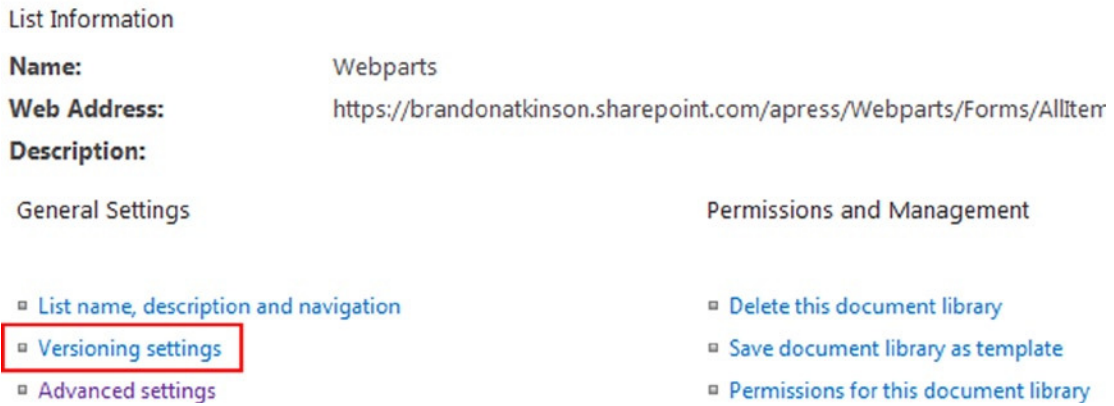 List Information
Name: Webparts
Web Address: https://brandonatkinson.sharepoint.com/apress/Webparts/Forms/AllItem
Description:
General Settings Permissions and Management
List name, description and navigation Delete this document library
Versioning settings Save document library as template
Advanced settings Permissions for this document library